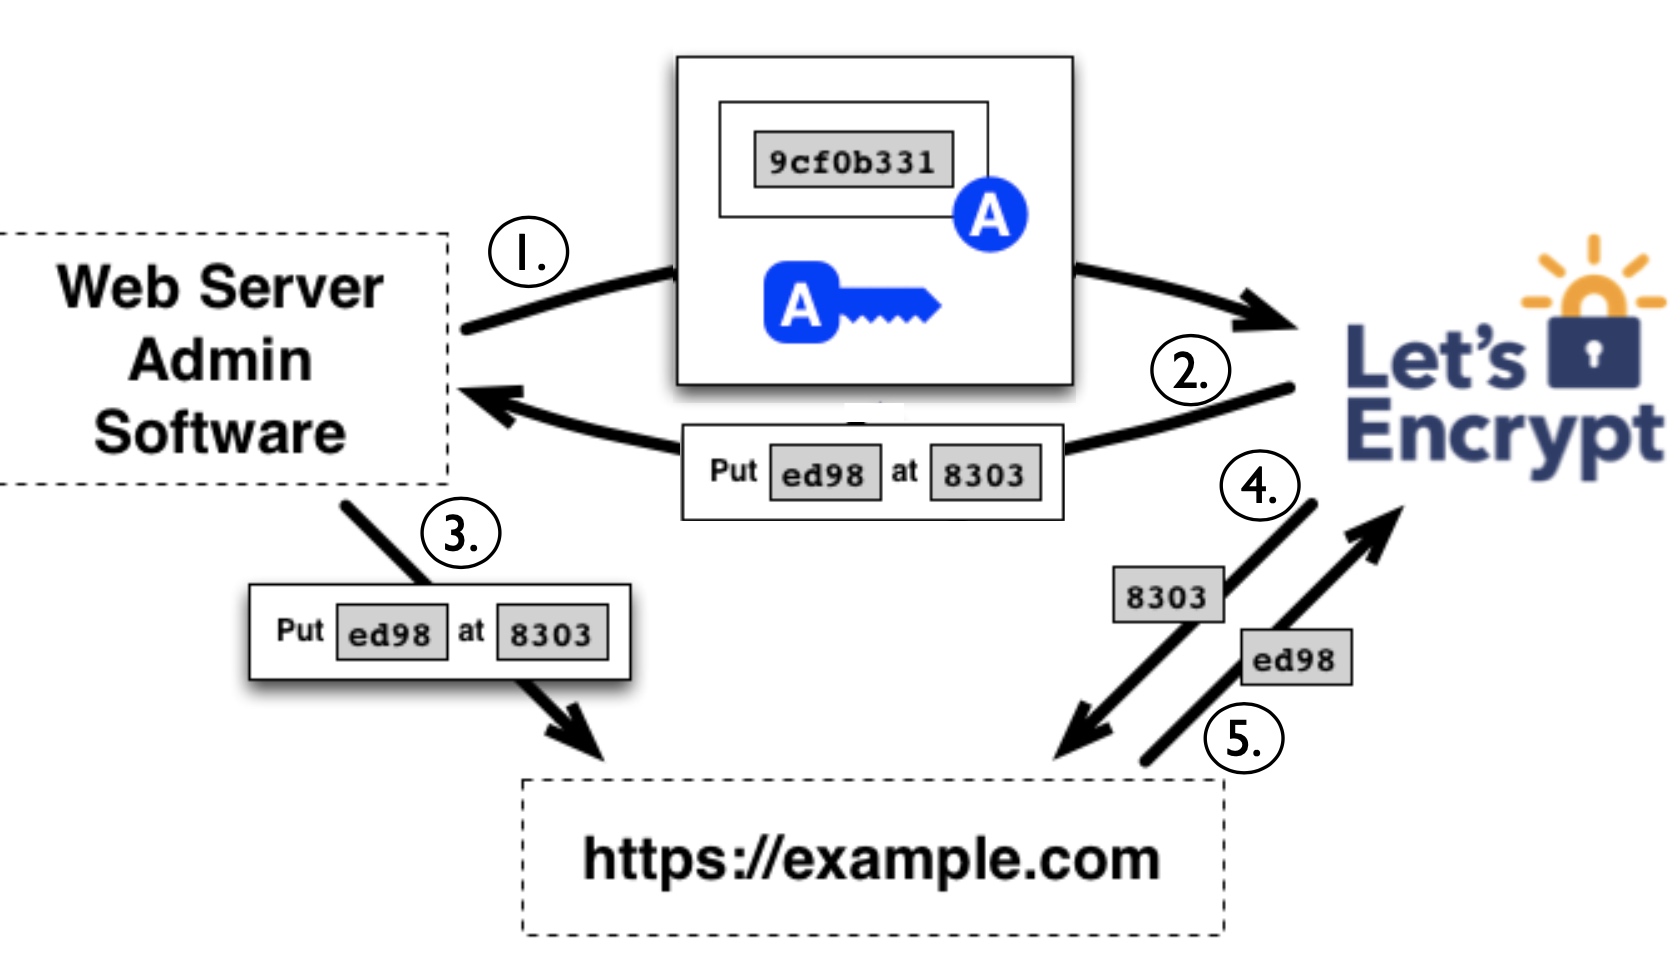 9cf0b331
A
A
1.
Web Server
Admin
Software
2.
Let's
Encrypt
Put ed98 at 8303
3.
4.
Put ed98 at 8303
8303
ed98
5.
https://example.com